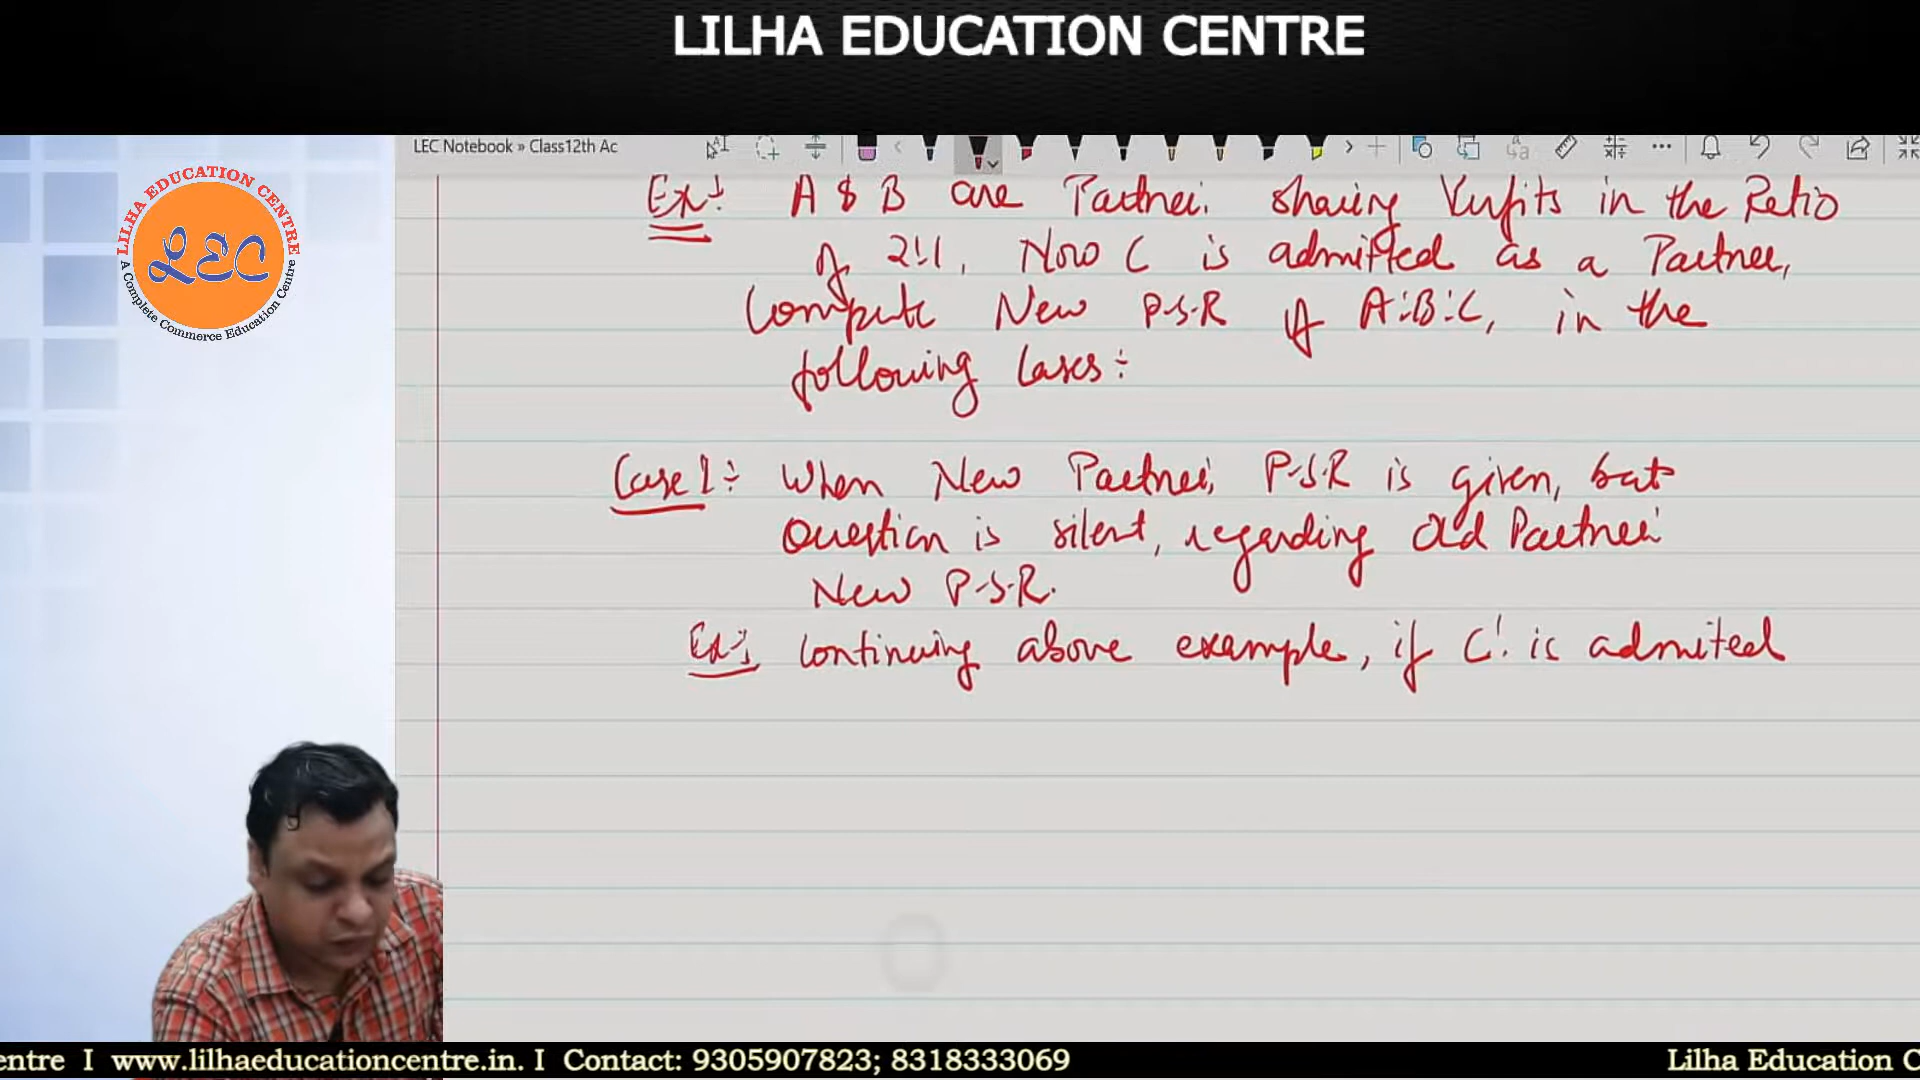 LILHA EDUCATION CENTRE
LEC Notebook » Class12th Ac
LILHA EDUCATION CENTRE
LEC
A Complete Commerce Education Centre
Ex:- A & B are Partner. sharing Profits in the Ratio
of 2:1, Now C is admitted as a Partner,
Compute New P.S.R of A:B:C, in the
following Cases:-
Case 1:- When New Partner's P.S.R is given, but
Question is silent, regarding Old Partner's
New P.S.R.
Ex:- Continuing above example, if C. is admited
entre I www.lilhaeducationcentre.in. I Contact: 9305907823; 8318333069
Lilha Education C